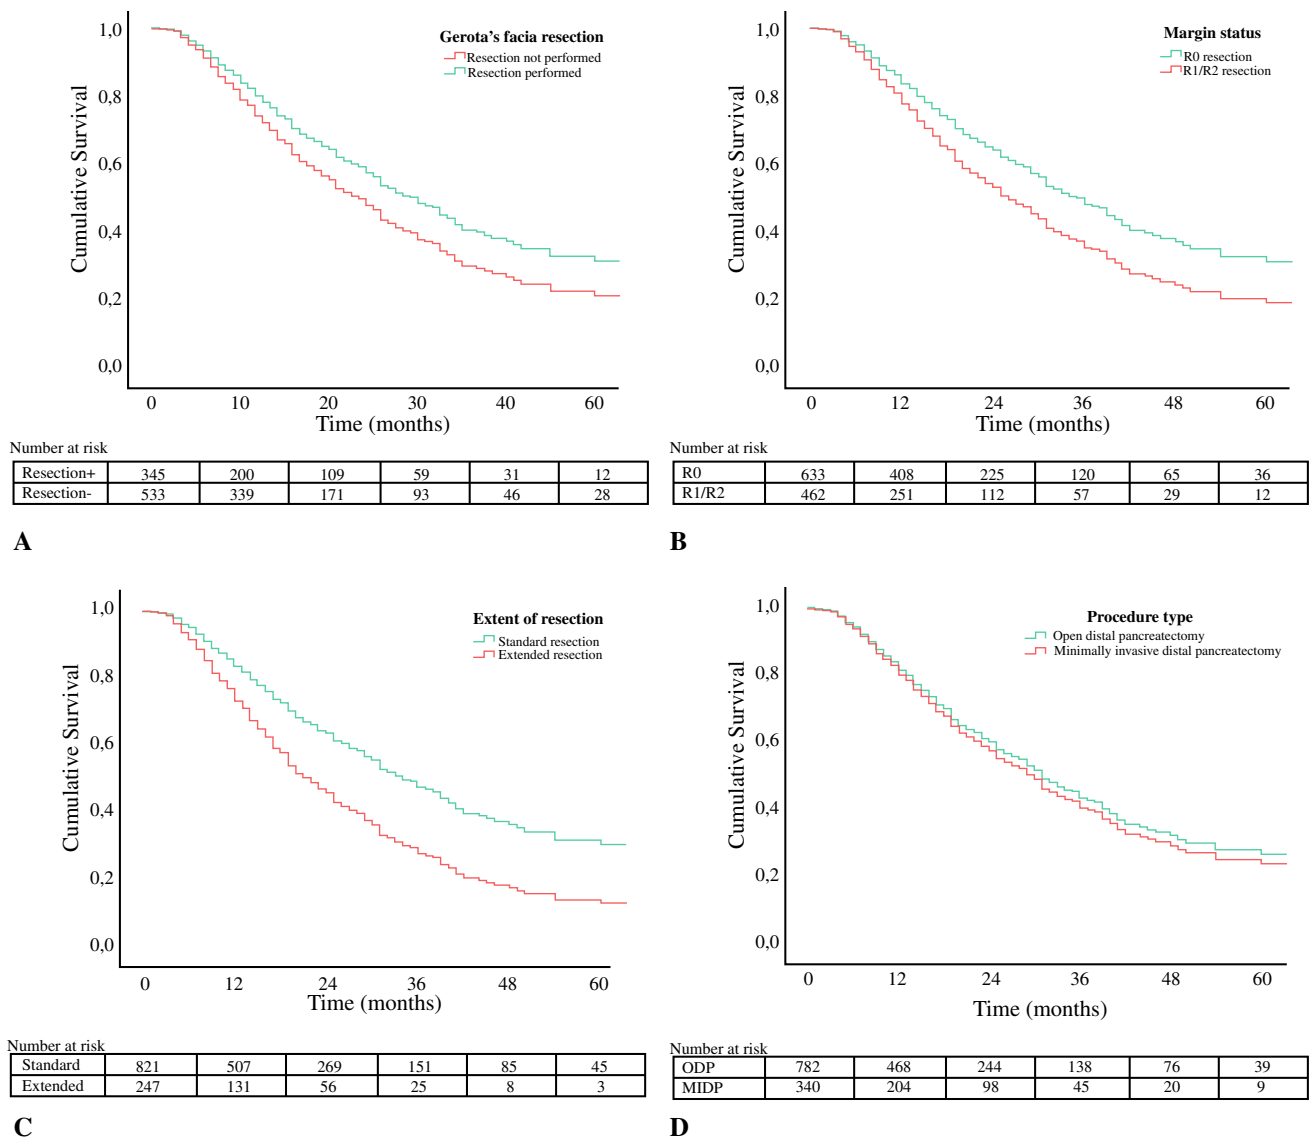 Gerota's facia resection
Resection not performed
Resection performed
Cumulative Survival
1,0
0,8
0,6
0,4
0,2
0,0
0 10 20 30 40 60
Time (months)
Number at risk
Resection+ 345 200 109 59 31 12
Resection- 533 339 171 93 46 28
A
Margin status
R0 resection
R1/R2 resection
Cumulative Survival
1,0
0,8
0,6
0,4
0,2
0,0
0 12 24 36 48 60
Time (months)
Number at risk
R0 633 408 225 120 65 36
R1/R2 462 251 112 57 29 12
B
Extent of resection
Standard resection
Extended resection
Cumulative Survival
1,0
0,8
0,6
0,4
0,2
0,0
0 12 24 36 48 60
Time (months)
Number at risk
Standard 821 507 269 151 85 45
Extended 247 131 56 25 8 3
C
Procedure type
Open distal pancreatectomy
Minimally invasive distal pancreatectomy
Cumulative Survival
1,0
0,8
0,6
0,4
0,2
0,0
0 12 24 36 48 60
Time (months)
Number at risk
ODP 782 468 244 138 76 39
MIDP 340 204 98 45 20 9
D